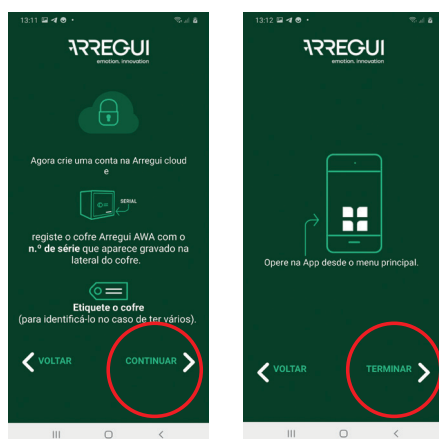 13:11
ARREGUI
emotion. innovation
Agora crie uma conta na Arregui cloud
e
SERIAL
registe o cofre Arregui AWA com o
n.º de série que aparece gravado na
lateral do cofre.
Etiquete o cofre
(para identificá-lo no caso de ter vários).
VOLTAR
CONTINUAR
13:12
ARREGUI
emotion. innovation
Opere na App desde o menu principal.
VOLTAR
TERMINAR